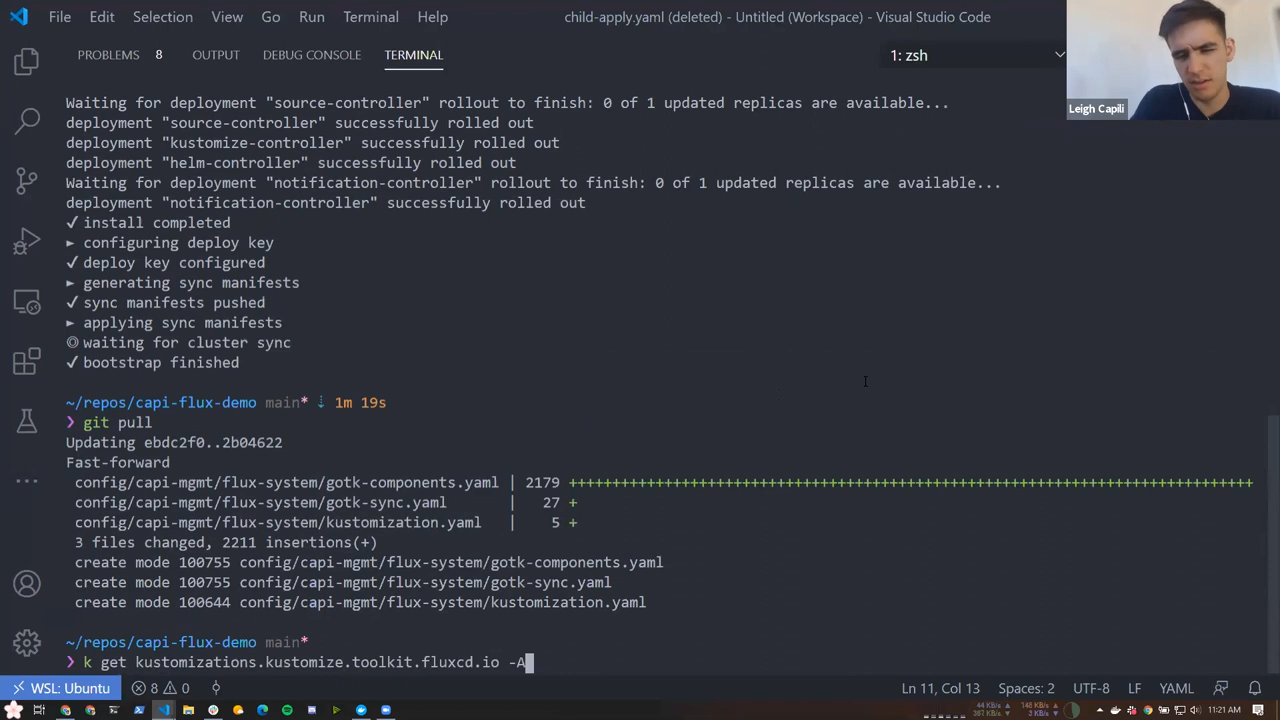 File Edit Selection View Go Run Terminal Help child-apply.yaml (deleted) - Untitled (Workspace) - Visual Studio Code
PROBLEMS 8 OUTPUT DEBUG CONSOLE TERMINAL 1: zsh
Leigh Capili
Waiting for deployment "source-controller" rollout to finish: 0 of 1 updated replicas are available...
deployment "source-controller" successfully rolled out
deployment "kustomize-controller" successfully rolled out
deployment "helm-controller" successfully rolled out
Waiting for deployment "notification-controller" rollout to finish: 0 of 1 updated replicas are available...
deployment "notification-controller" successfully rolled out
✓ install completed
► configuring deploy key
✓ deploy key configured
► generating sync manifests
✓ sync manifests pushed
► applying sync manifests
◎ waiting for cluster sync
✓ bootstrap finished
~/repos/capi-flux-demo main* ⇣ 1m 19s
❯ git pull
Updating ebdc2f0..2b04622
Fast-forward
config/capi-mgmt/flux-system/gotk-components.yaml | 2179 +++++++++++++++++++++++++++++++++++++++++++++++++++++++++++++++++++++++++++++++
config/capi-mgmt/flux-system/gotk-sync.yaml | 27 +
config/capi-mgmt/flux-system/kustomization.yaml | 5 +
3 files changed, 2211 insertions(+)
create mode 100755 config/capi-mgmt/flux-system/gotk-components.yaml
create mode 100755 config/capi-mgmt/flux-system/gotk-sync.yaml
create mode 100644 config/capi-mgmt/flux-system/kustomization.yaml
~/repos/capi-flux-demo main*
❯ k get kustomizations.kustomize.toolkit.fluxcd.io -A
WSL: Ubuntu 8 0 Ln 11, Col 13 Spaces: 2 UTF-8 LF YAML
11:21 AM